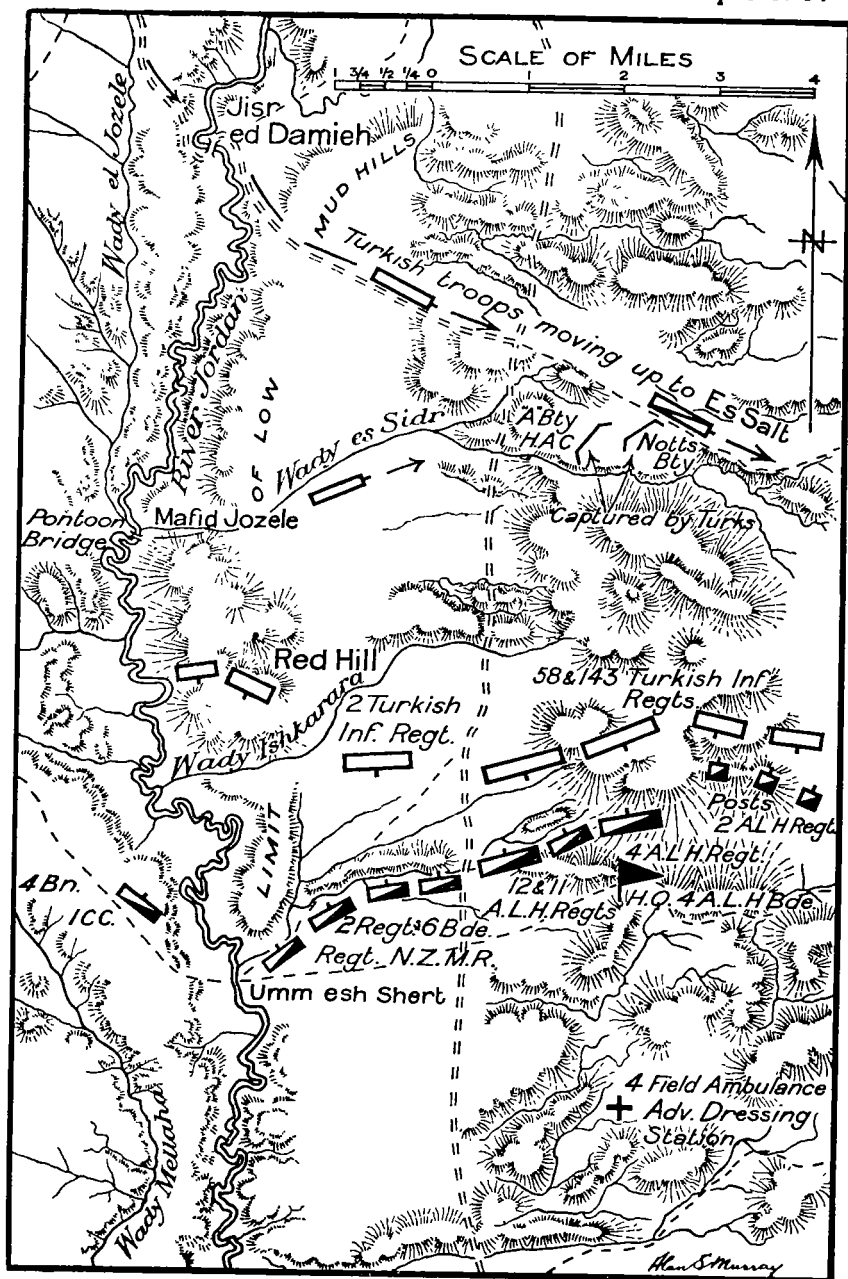 SCALE OF MILES
1 3/4 1/2 1/4 0 2 3 4
Wady el Jozele
Jisr
ed Damieh
MUD HILLS
N
Turkish troops moving up to Es Salt
River Jordan
OF LOW
Wady es Sidr
A Bty
H.A.C
Notts
Bty
Captured by Turks
Pontoon
Bridge
Mafid Jozele
Red Hill
58 & 143 Turkish Inf.
Regts.
2 Turkish
Inf. Regt.
Wady Ishkarara
Posts
2 A.L.H Regt.
LIMIT
4 A.L.H. Regt.
4 Bn.
I.C.C.
12 & 11
A.L.H. Regts
H.Q. 4 A.L.H Bde.
2 Regts 6 Bde.
Regt. N.Z.M.R.
Umm esh Shert
4 Field Ambulance
Adv. Dressing
Station
Wady Mellaha
Alan S. Murray